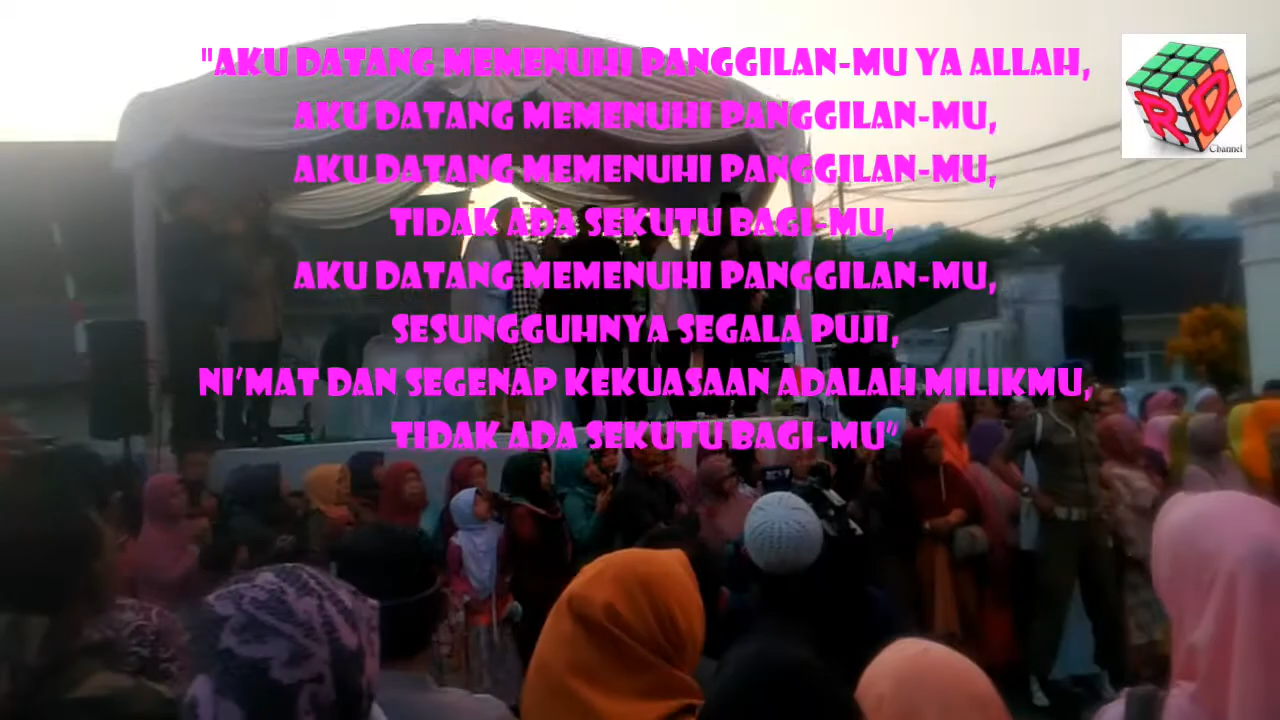 "AKU DATANG MEMENUHI PANGGILAN-MU YA ALLAH,
AKU DATANG MEMENUHI PANGGILAN-MU,
AKU DATANG MEMENUHI PANGGILAN-MU,
TIDAK ADA SEKUTU BAGI-MU,
AKU DATANG MEMENUHI PANGGILAN-MU,
SESUNGGUHNYA SEGALA PUJI,
NI’MAT DAN SEGENAP KEKUASAAN ADALAH MILIKMU,
TIDAK ADA SEKUTU BAGI-MU”
RD
Channel